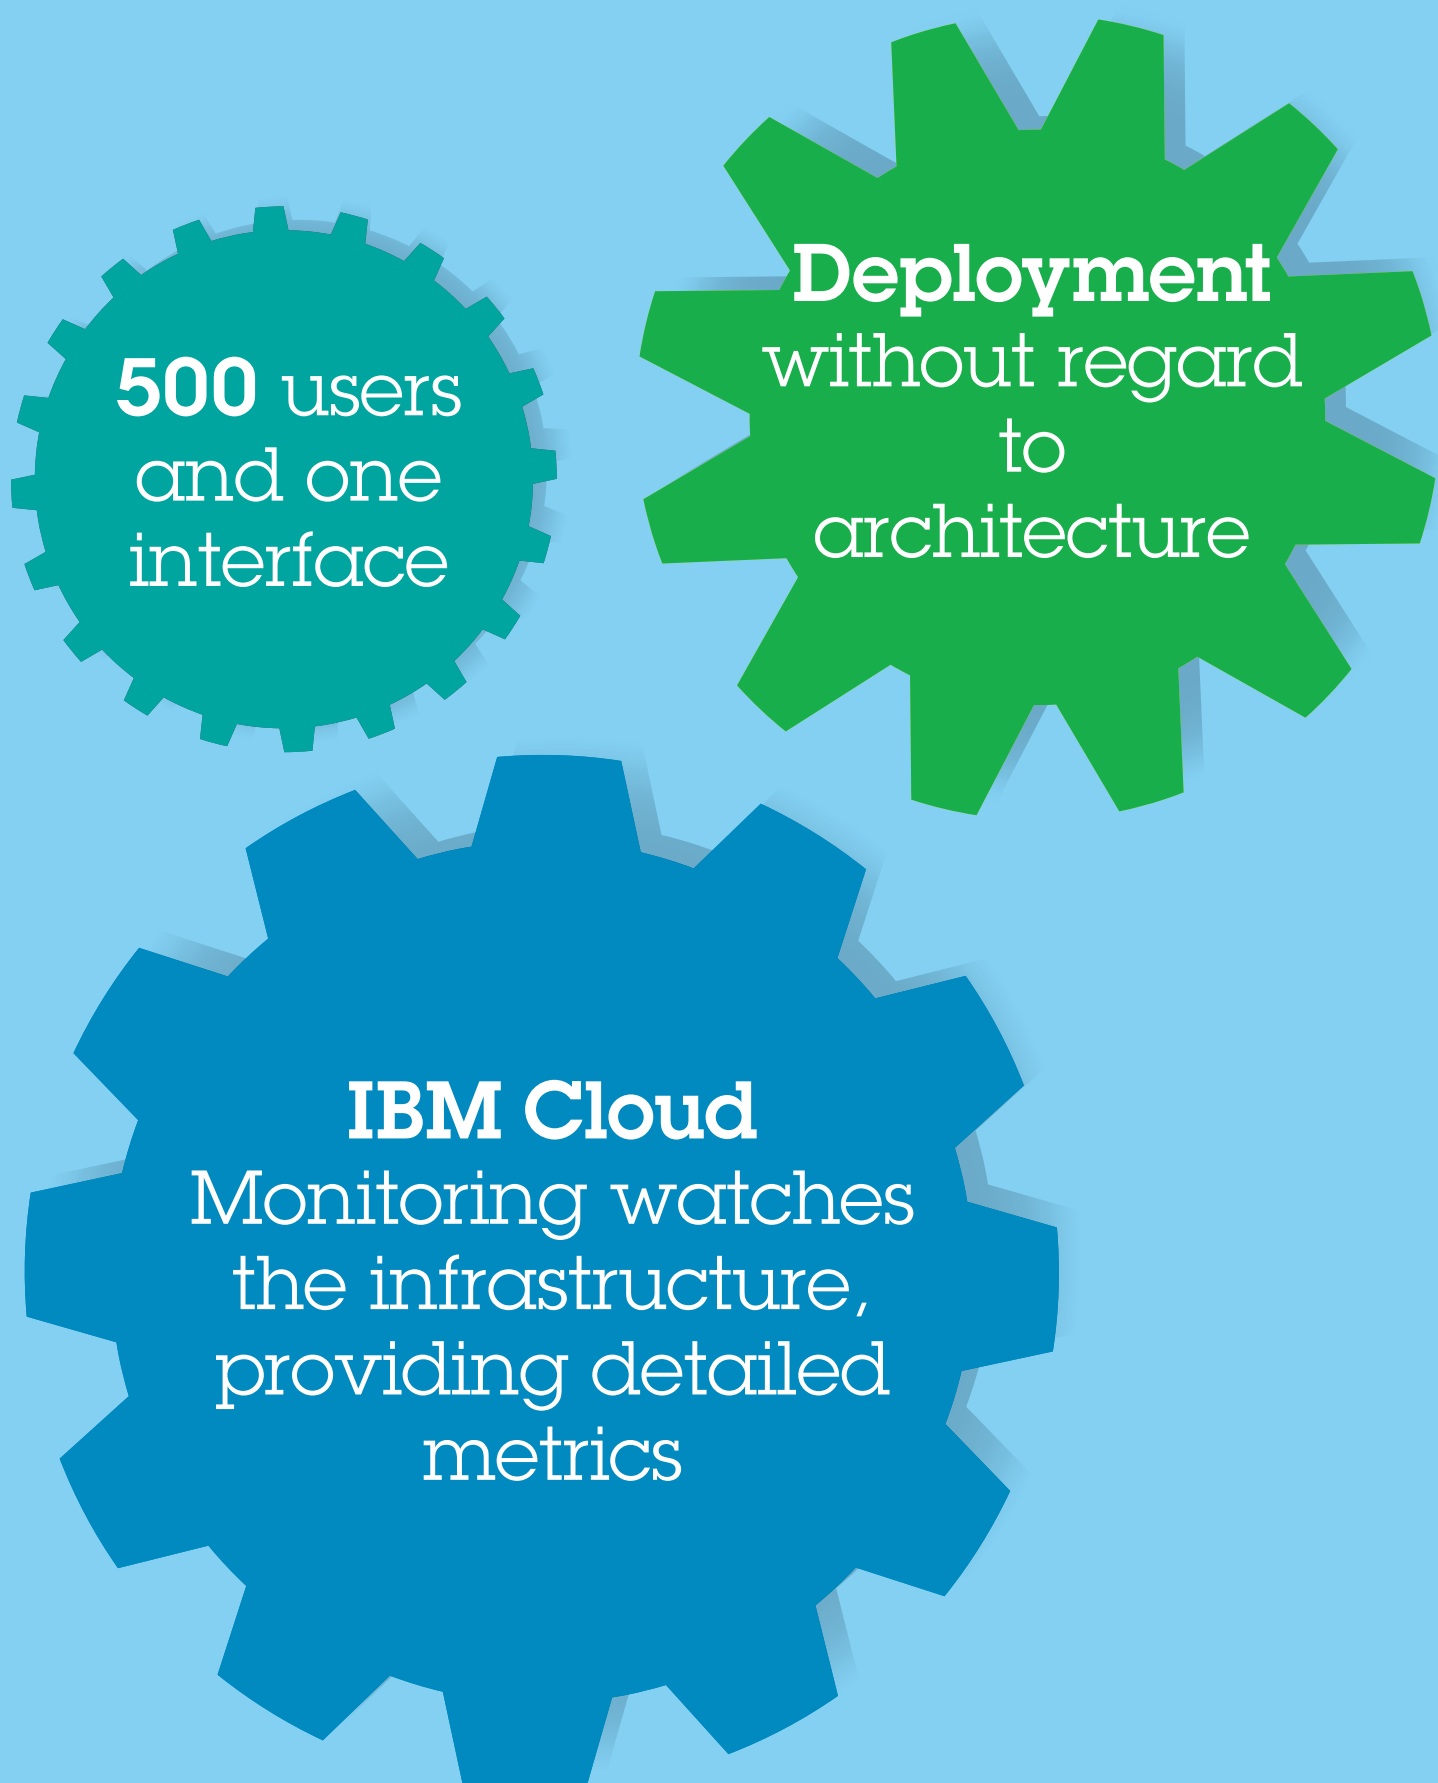 500 users
and one
interface
Deployment
without regard
to
architecture
IBM Cloud
Monitoring watches
the infrastructure,
providing detailed
metrics